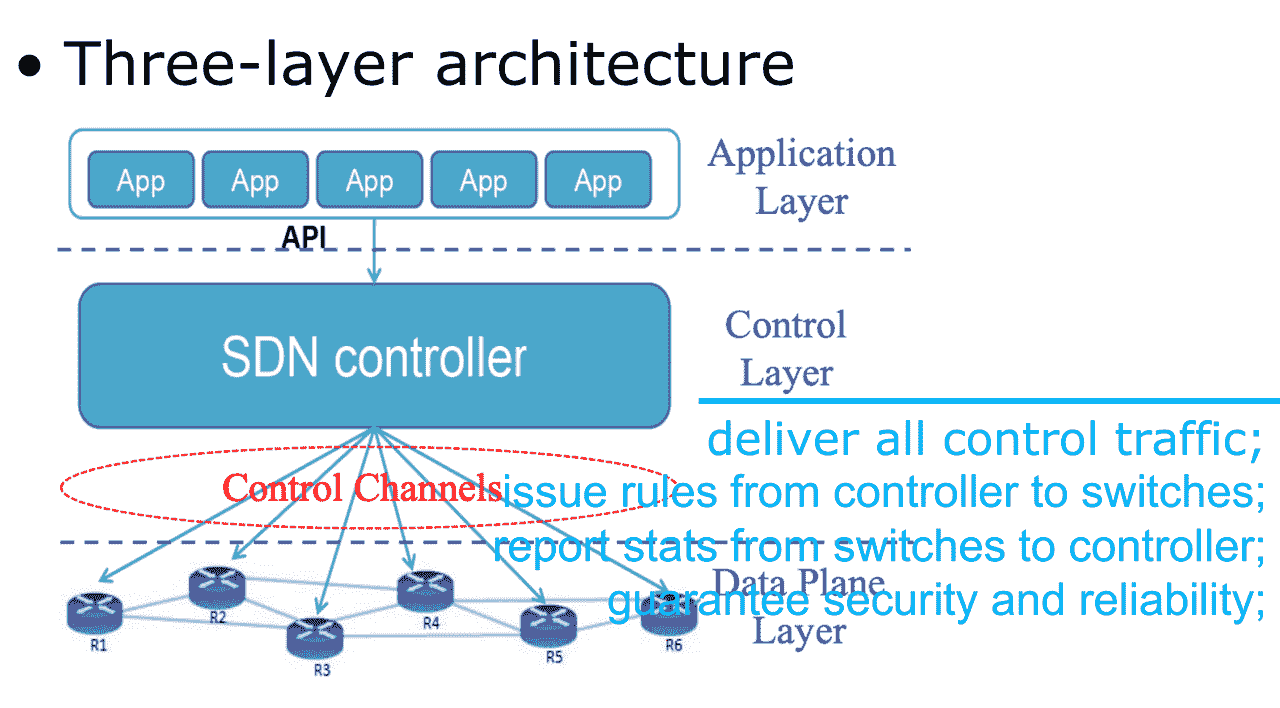 • Three-layer architecture
App App App App App
Application
Layer
API
SDN controller
Control
Layer
deliver all control traffic;
Control Channels
issue rules from controller to switches;
report stats from switches to controller;
Data Plane
Layer
guarantee security and reliability;
R1
R2
R3
R4
R5
R6